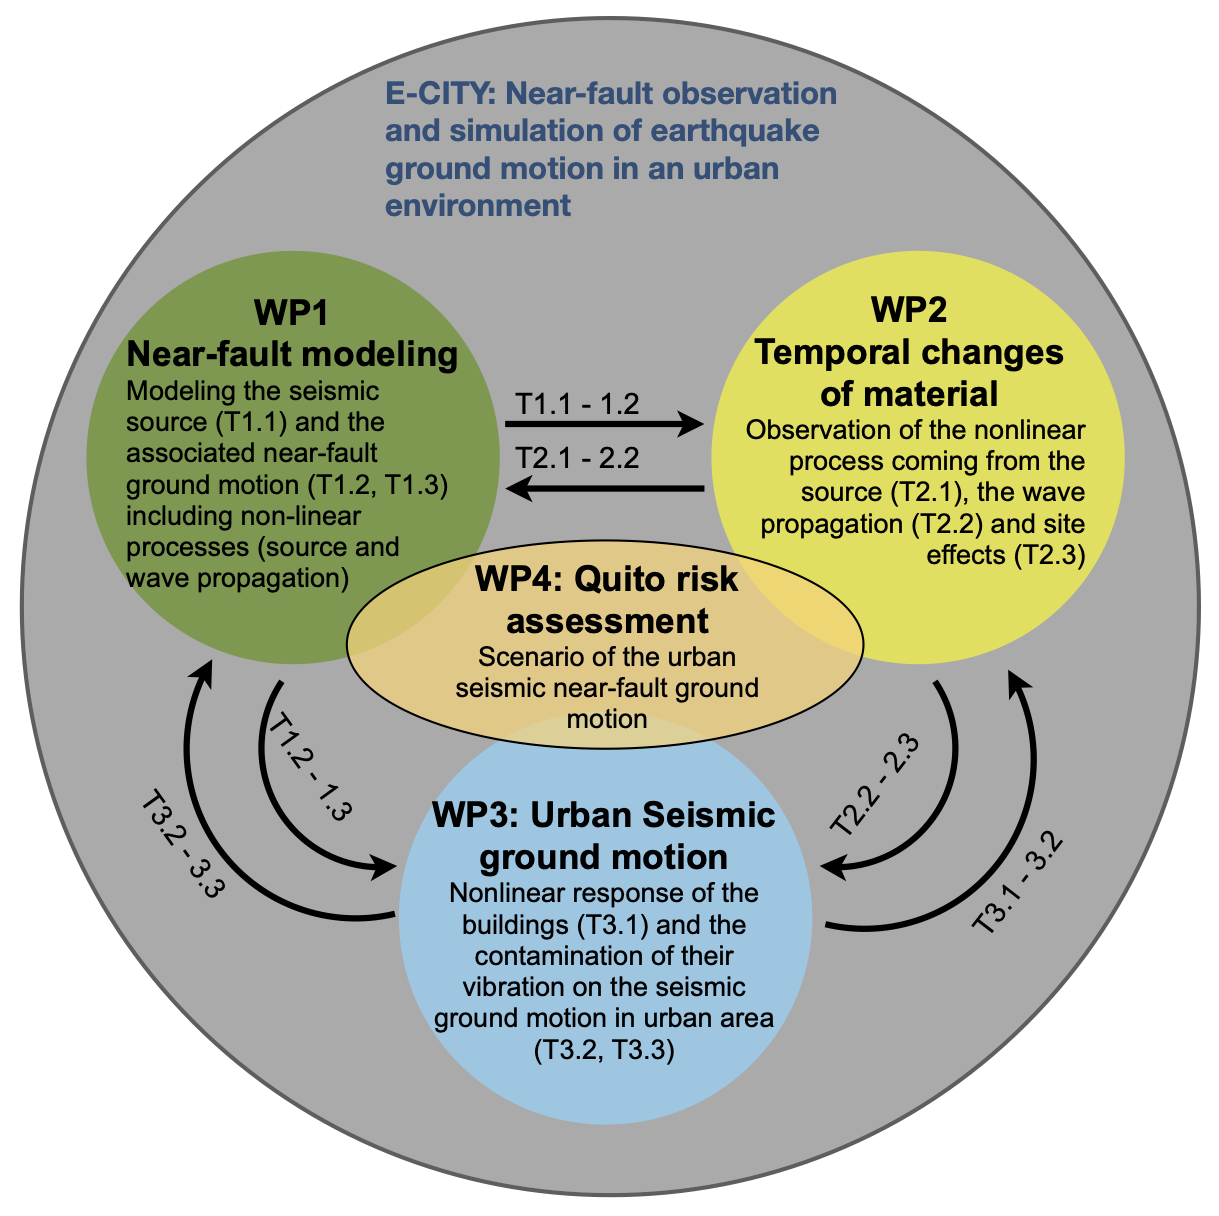 E-CITY: Near-fault observation
and simulation of earthquake
ground motion in an urban
environment
WP1
Near-fault modeling
Modeling the seismic
source (T1.1) and the
associated near-fault
ground motion (T1.2, T1.3)
including non-linear
processes (source and
wave propagation)
T1.1 - 1.2
T2.1 - 2.2
WP2
Temporal changes
of material
Observation of the nonlinear
process coming from the
source (T2.1), the wave
propagation (T2.2) and site
effects (T2.3)
WP4: Quito risk
assessment
Scenario of the urban
seismic near-fault ground
motion
T1.2 - 1.3
T3.2 - 3.3
T2.2 - 2.3
T3.1 - 3.2
WP3: Urban Seismic
ground motion
Nonlinear response of the
buildings (T3.1) and the
contamination of their
vibration on the seismic
ground motion in urban area
(T3.2, T3.3)